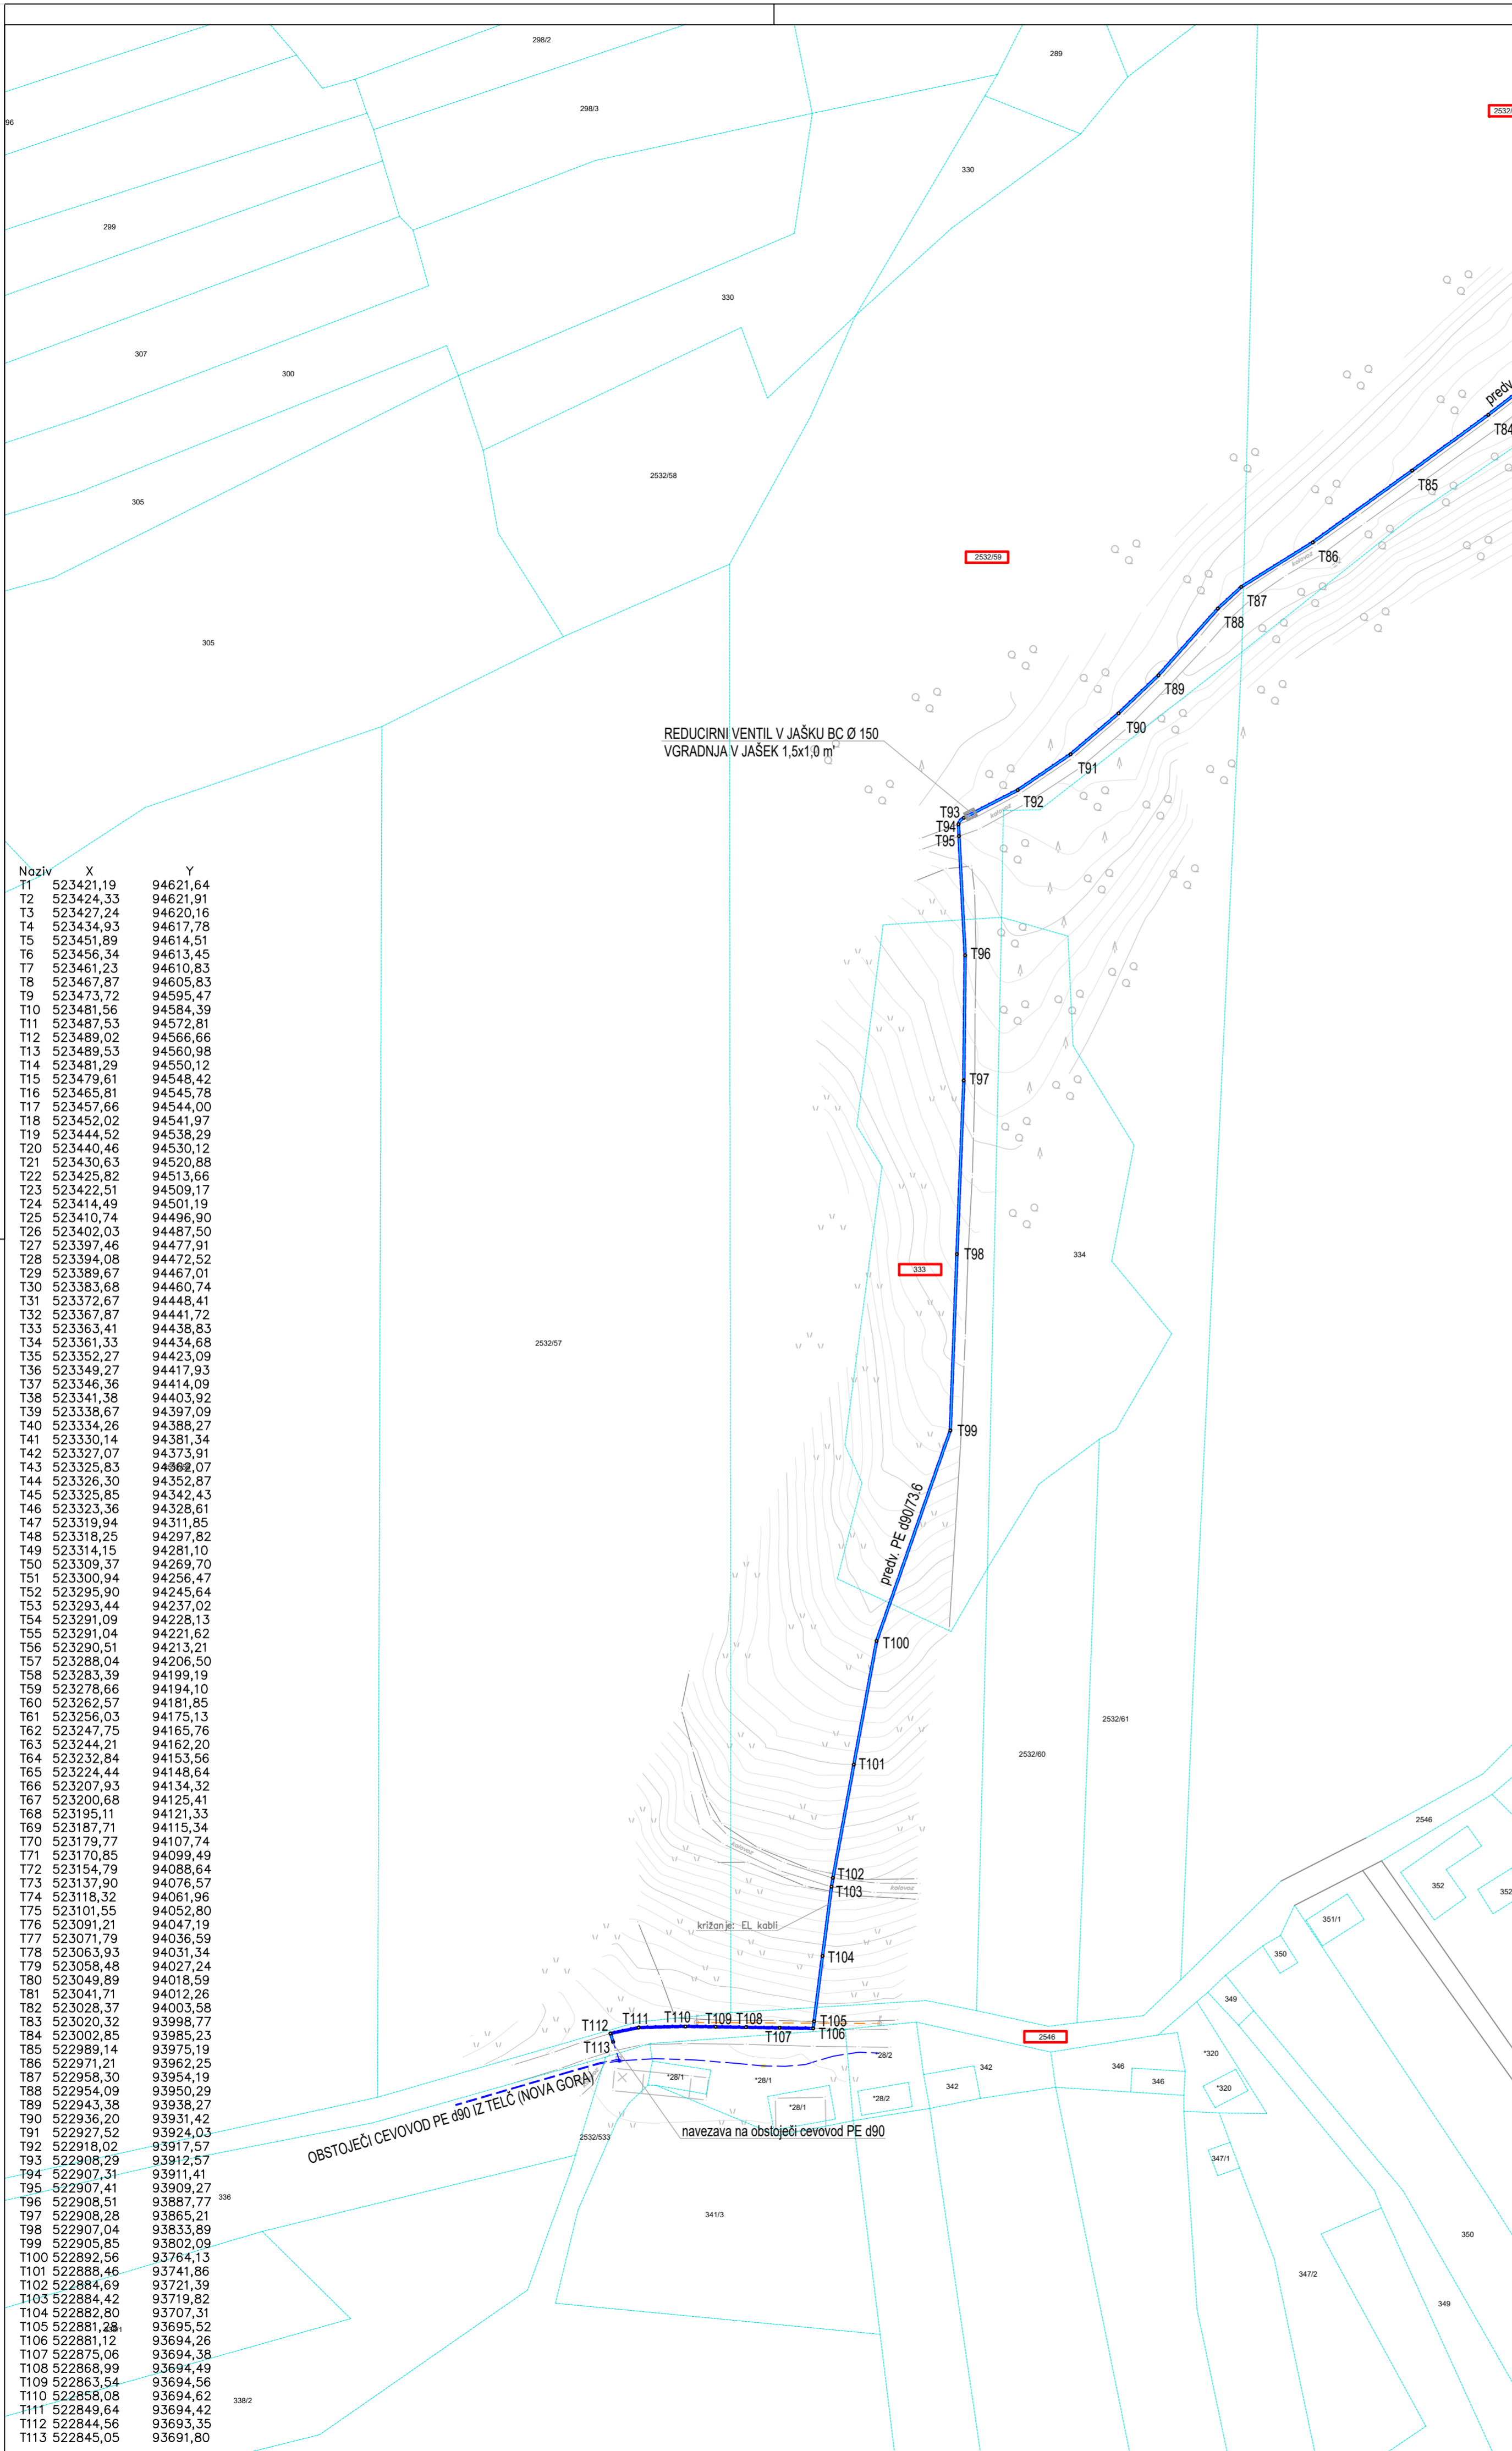 298/2
289
96
298/3
2532/
330
299
330
307
300
predv.
T84
2532/58
T85
305
2532/59
T86
kolovoz
T87
T88
305
T89
T90
REDUCIRNI VENTIL V JAŠKU BC Ø 150
VGRADNJA V JAŠEK 1,5x1,0 m'
T91
T92
T93
kolovoz
T94
T95
T96
T97
T98
333
334
2532/57
T99
predv. PE d90/73.6
T100
2532/61
2532/60
T101
kolovoz
T102
T103
kolovoz
križanje: EL kabli
T104
2546
352
352
351/1
350
349
T105
T106
T107
T108
T109
T110
T111
T112
T113
2546
*28/2
*28/1
*28/1
342
342
346
346
*320
*320
*28/2
*28/1
OBSTOJEČI CEVOVOD PE d90 IZ TELČ (NOVA GORA)
navezava na obstoječi cevovod PE d90
2532/533
347/1
336
341/3
350
347/2
349
338/2
Naziv X Y
T1 523421,19 94621,64
T2 523424,33 94621,91
T3 523427,24 94620,16
T4 523434,93 94617,78
T5 523451,89 94614,51
T6 523456,34 94613,45
T7 523461,23 94610,83
T8 523467,87 94605,83
T9 523473,72 94595,47
T10 523481,56 94584,39
T11 523487,53 94572,81
T12 523489,02 94566,66
T13 523489,53 94560,98
T14 523481,29 94550,12
T15 523479,61 94548,42
T16 523465,81 94545,78
T17 523457,66 94544,00
T18 523452,02 94541,97
T19 523444,52 94538,29
T20 523440,46 94530,12
T21 523430,63 94520,88
T22 523425,82 94513,66
T23 523422,51 94509,17
T24 523414,49 94501,19
T25 523410,74 94496,90
T26 523402,03 94487,50
T27 523397,46 94477,91
T28 523394,08 94472,52
T29 523389,67 94467,01
T30 523383,68 94460,74
T31 523372,67 94448,41
T32 523367,87 94441,72
T33 523363,41 94438,83
T34 523361,33 94434,68
T35 523352,27 94423,09
T36 523349,27 94417,93
T37 523346,36 94414,09
T38 523341,38 94403,92
T39 523338,67 94397,09
T40 523334,26 94388,27
T41 523330,14 94381,34
T42 523327,07 94373,91
T43 523325,83 94362,07
T44 523326,30 94352,87
T45 523325,85 94342,43
T46 523323,36 94328,61
T47 523319,94 94311,85
T48 523318,25 94297,82
T49 523314,15 94281,10
T50 523309,37 94269,70
T51 523300,94 94256,47
T52 523295,90 94245,64
T53 523293,44 94237,02
T54 523291,09 94228,13
T55 523291,04 94221,62
T56 523290,51 94213,21
T57 523288,04 94206,50
T58 523283,39 94199,19
T59 523278,66 94194,10
T60 523262,57 94181,85
T61 523256,03 94175,13
T62 523247,75 94165,76
T63 523244,21 94162,20
T64 523232,84 94153,56
T65 523224,44 94148,64
T66 523207,93 94134,32
T67 523200,68 94125,41
T68 523195,11 94121,33
T69 523187,71 94115,34
T70 523179,77 94107,74
T71 523170,85 94099,49
T72 523154,79 94088,64
T73 523137,90 94076,57
T74 523118,32 94061,96
T75 523101,55 94052,80
T76 523091,21 94047,19
T77 523071,79 94036,59
T78 523063,93 94031,34
T79 523058,48 94027,24
T80 523049,89 94018,59
T81 523041,71 94012,26
T82 523028,37 94003,58
T83 523020,32 93998,77
T84 523002,85 93985,23
T85 522989,14 93975,19
T86 522971,21 93962,25
T87 522958,30 93954,19
T88 522954,09 93950,29
T89 522943,38 93938,27
T90 522936,20 93931,42
T91 522927,52 93924,03
T92 522918,02 93917,57
T93 522908,29 93912,57
T94 522907,31 93911,41
T95 522907,41 93909,27
T96 522908,51 93887,77
T97 522908,28 93865,21
T98 522907,04 93833,89
T99 522905,85 93802,09
T100 522892,56 93764,13
T101 522888,46 93741,86
T102 522884,69 93721,39
T103 522884,42 93719,82
T104 522882,80 93707,31
T105 522881,28 93695,52
T106 522881,12 93694,26
T107 522875,06 93694,38
T108 522868,99 93694,49
T109 522863,54 93694,56
T110 522858,08 93694,62
T111 522849,64 93694,42
T112 522844,56 93693,35
T113 522845,05 93691,80